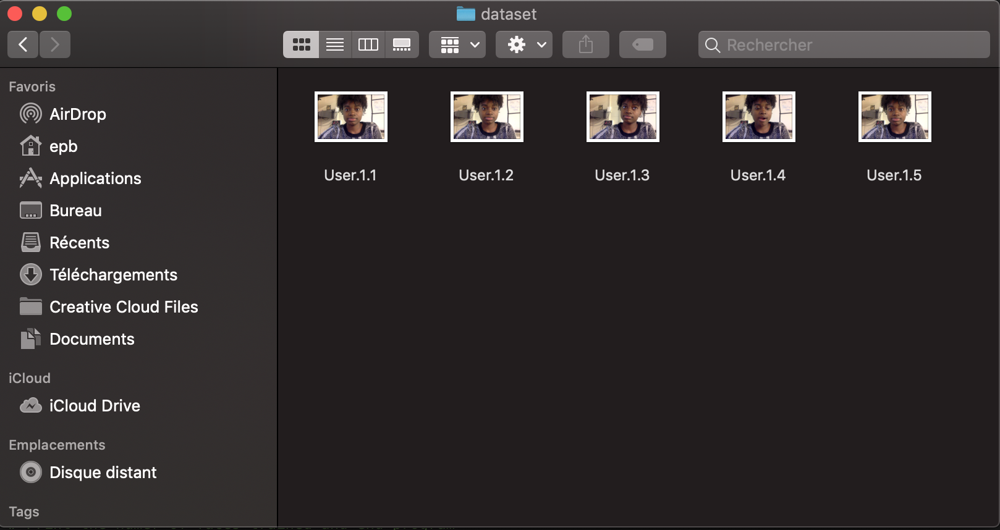 dataset
Rechercher
Favoris
AirDrop
epb
Applications
Bureau
Récents
Téléchargements
Creative Cloud Files
Documents
iCloud
iCloud Drive
Emplacements
Disque distant
Tags
User.1.1
User.1.2
User.1.3
User.1.4
User.1.5